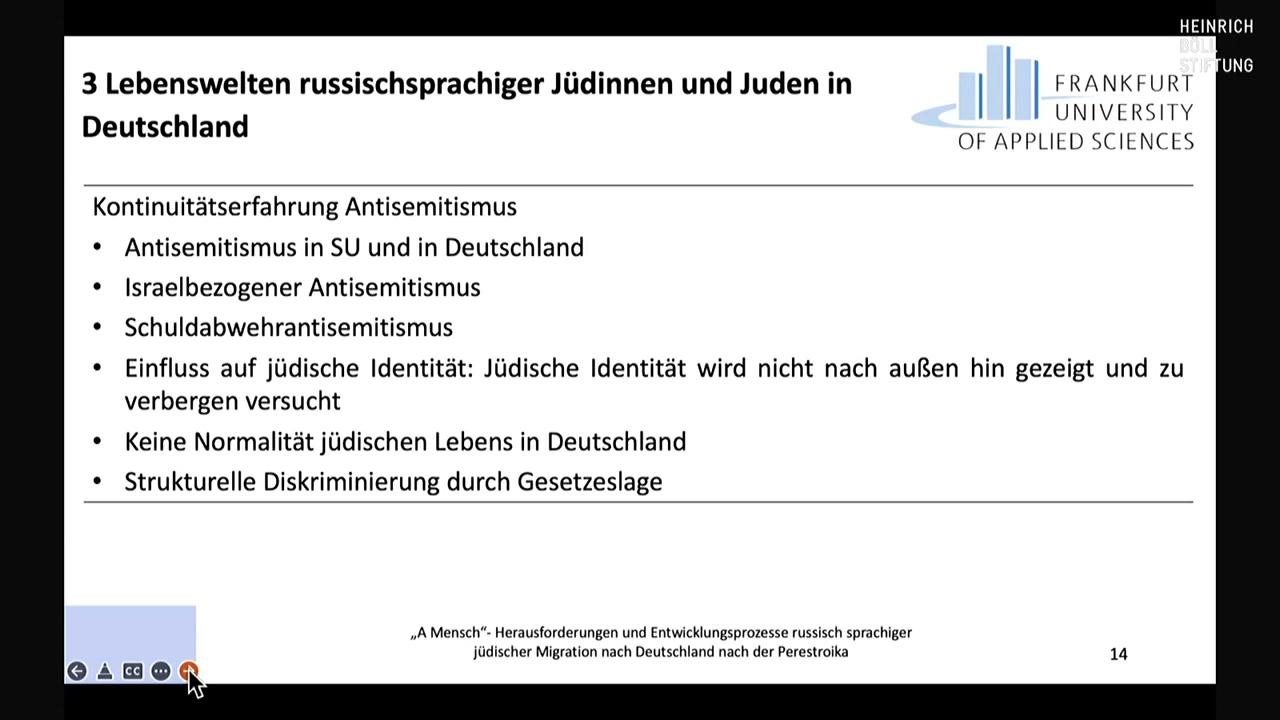 HEINRICH
BÖLL
STIFTUNG
3 Lebenswelten russischsprachiger Jüdinnen und Juden in
Deutschland
FRANKFURT
UNIVERSITY
OF APPLIED SCIENCES
Kontinuitätserfahrung Antisemitismus
• Antisemitismus in SU und in Deutschland
• Israelbezogener Antisemitismus
• Schuldabwehrantisemitismus
• Einfluss auf jüdische Identität: Jüdische Identität wird nicht nach außen hin gezeigt und zu
verbergen versucht
• Keine Normalität jüdischen Lebens in Deutschland
• Strukturelle Diskriminierung durch Gesetzeslage
„A Mensch“- Herausforderungen und Entwicklungsprozesse russisch sprachiger
jüdischer Migration nach Deutschland nach der Perestroika
14
CC